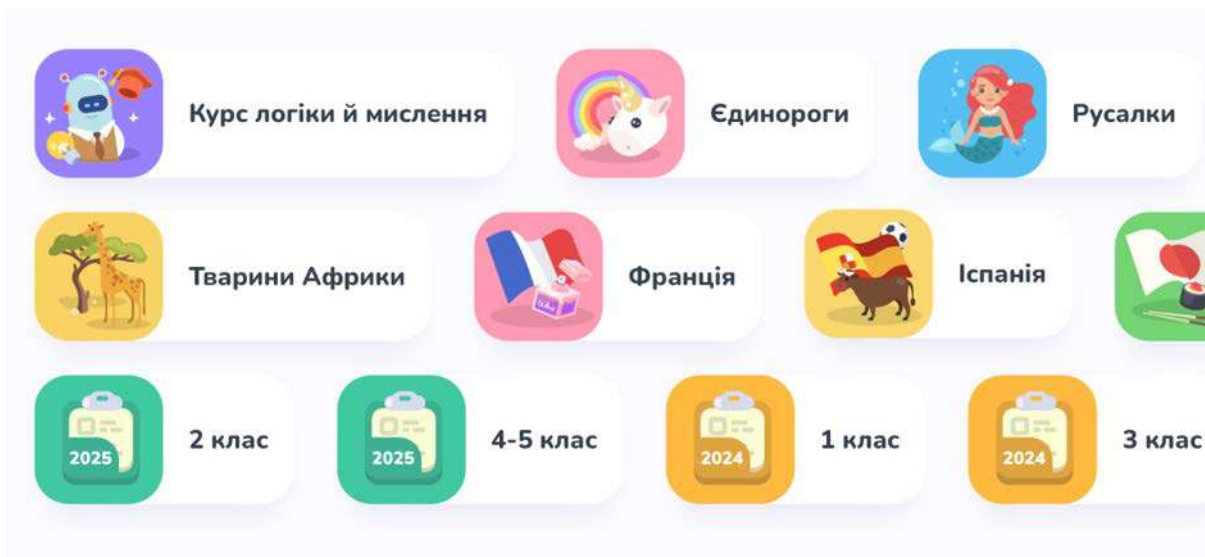 Курс логіки й мислення
Єдинороги
Русалки
Тварини Африки
Франція
Іспанія
2025
2 клас
2025
4-5 клас
2024
1 клас
2024
3 клас